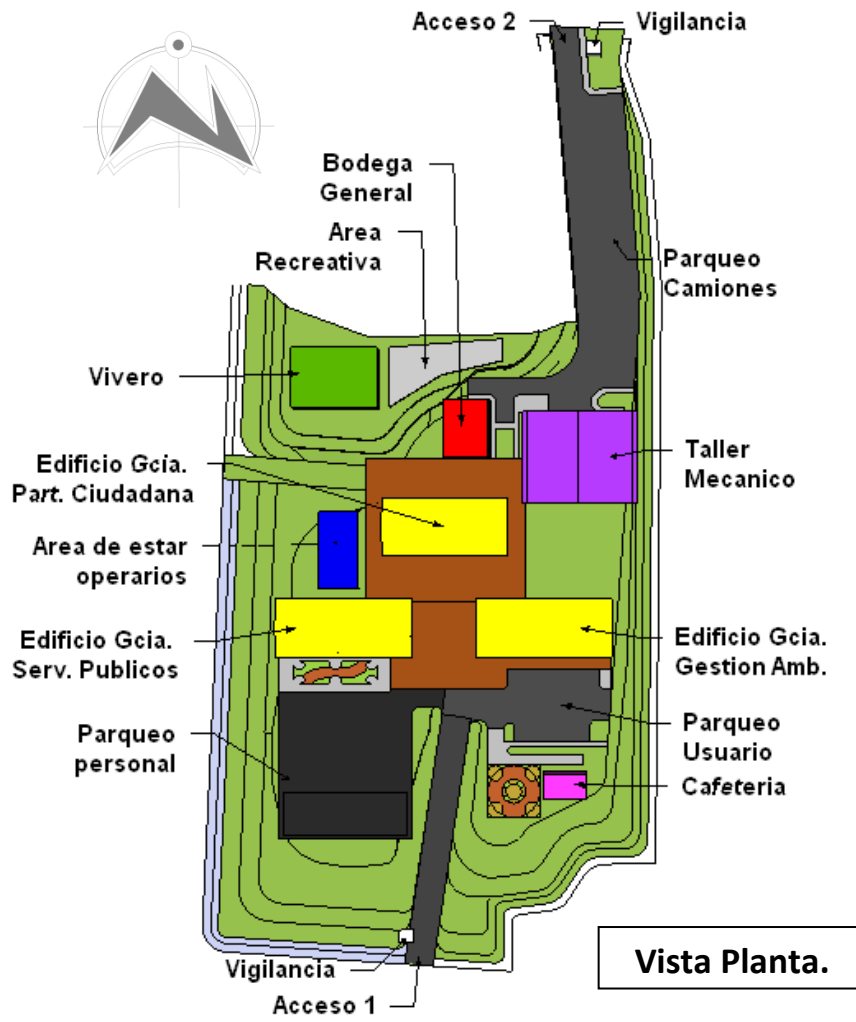 Acceso 2
Vigilancia
Bodega
General
Area
Recreativa
Parqueo
Camiones
Vivero
Edificio Gcía.
Part. Ciudadana
Taller
Mecanico
Area de estar
operarios
Edificio Gcia.
Serv. Publicos
Edificio Gcia.
Gestion Amb.
Parqueo
personal
Parqueo
Usuario
Cafeteria
Vista Planta.
Vigilancia
Acceso 1